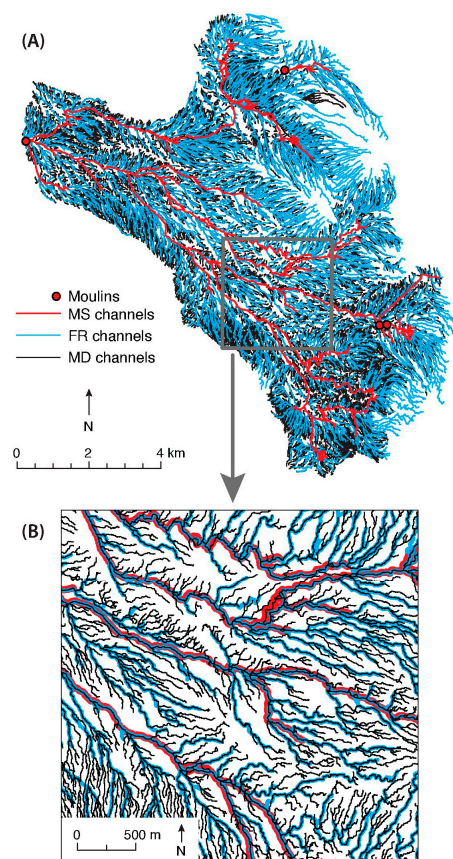 (A)
Moulins
MS channels
FR channels
MD channels
N
0 2 4 km
(B)
0 500 m
N